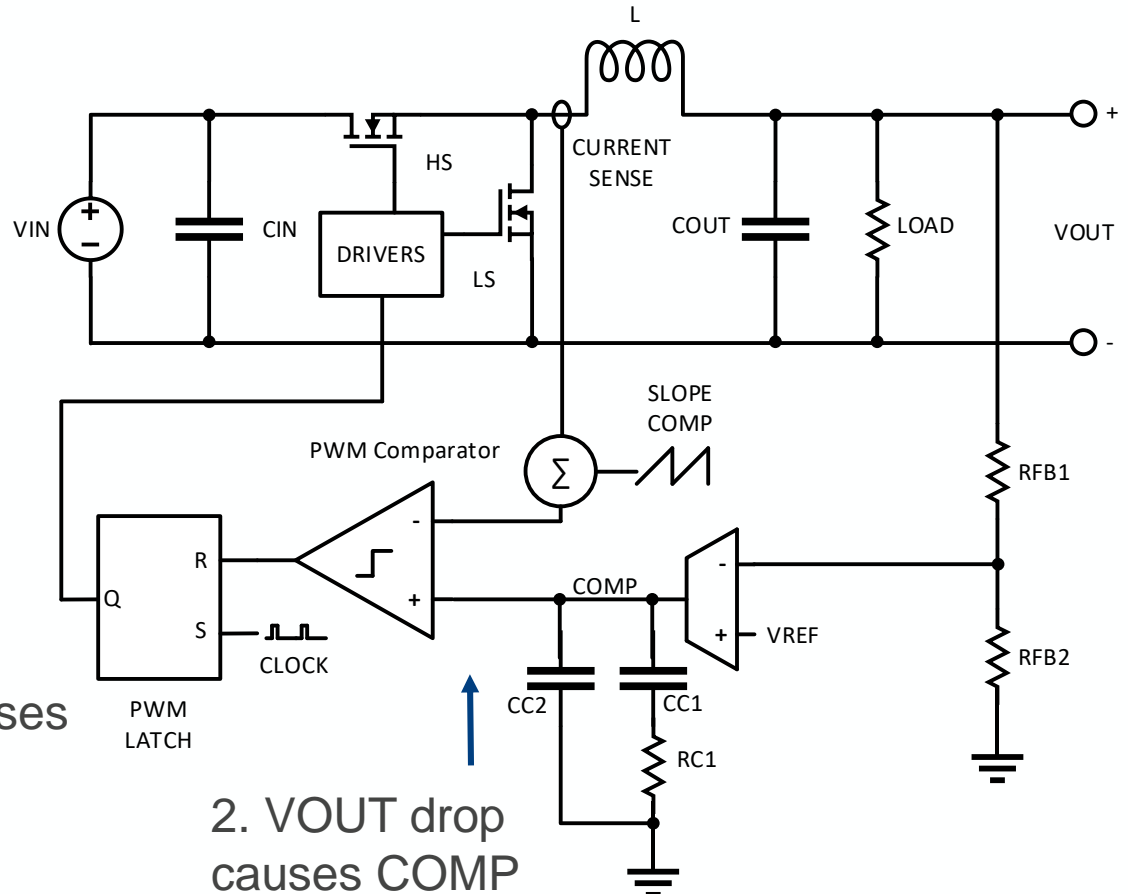 L
+
HS
CURRENT
SENSE
VIN
+
−
CIN
DRIVERS
LS
COUT
LOAD
VOUT
-
SLOPE
COMP
PWM Comparator
Σ
RFB1
-
R
COMP
-
Q
+
+
VREF
S
CLOCK
RFB2
CC2
CC1
PWM
LATCH
RC1
ses
2. VOUT drop
causes COMP